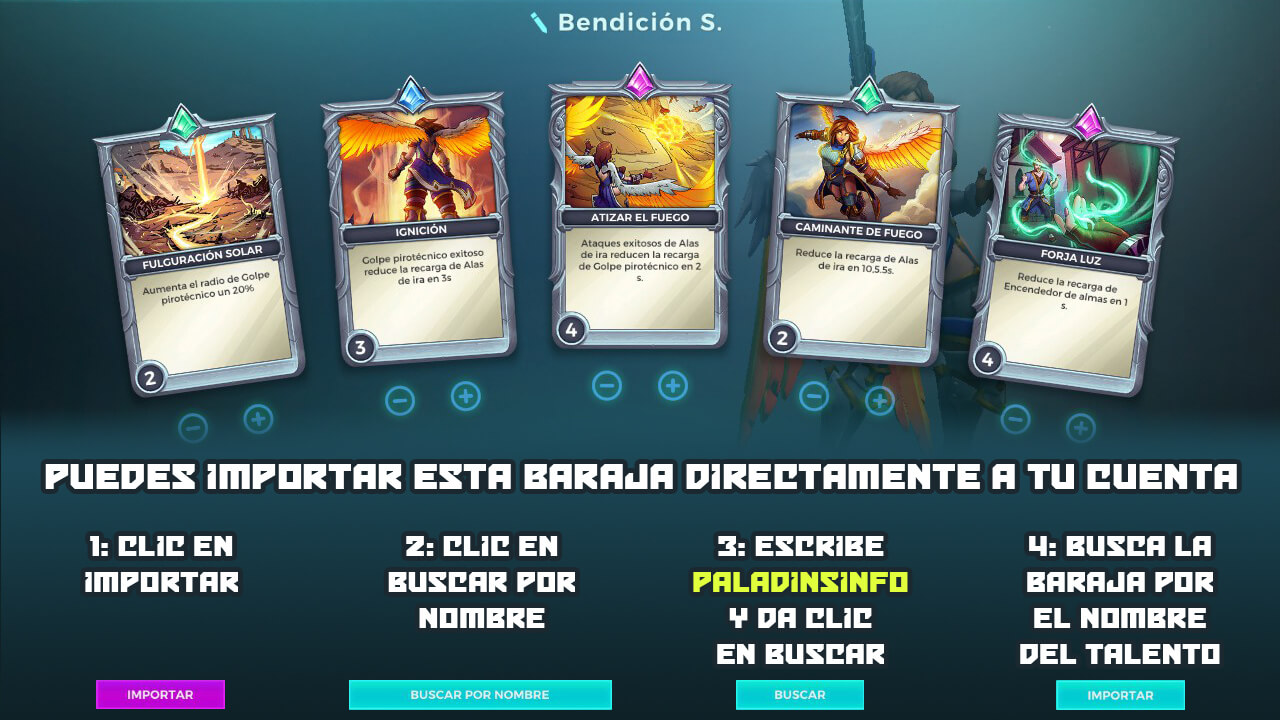 Bendición S.
FULGURACIÓN SOLAR
Aumenta el radio de Golpe
pirotécnico un 20%
2
IGNICIÓN
Golpe pirotécnico exitoso
reduce la recarga de Alas
de ira en 3s
3
ATIZAR EL FUEGO
Ataques exitosos de Alas
de ira reducen la recarga
de Golpe pirotécnico en 2
s.
4
CAMINANTE DE FUEGO
Reduce la recarga de Alas
de ira en 10,5.5s.
2
FORJA LUZ
Reduce la recarga de
Encendedor de almas en 1
s.
4
PUEDES IMPORTAR ESTA BARAJA DIRECTAMENTE A TU CUENTA
1: CLIC EN
IMPORTAR
2: CLIC EN
BUSCAR POR
NOMBRE
3: ESCRIBE
PALADINSINFO
Y DA CLIC
EN BUSCAR
4: BUSCA LA
BARAJA POR
EL NOMBRE
DEL TALENTO
IMPORTAR
BUSCAR POR NOMBRE
BUSCAR
IMPORTAR